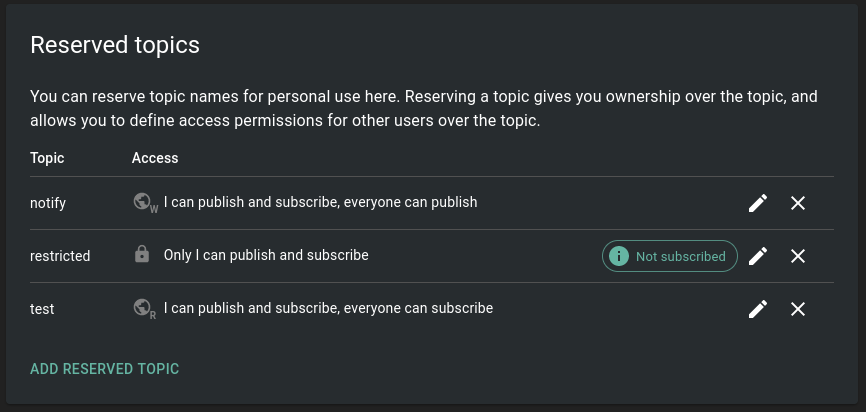 Reserved topics
You can reserve topic names for personal use here. Reserving a topic gives you ownership over the topic, and
allows you to define access permissions for other users over the topic.
Topic Access
notify W I can publish and subscribe, everyone can publish
restricted Only I can publish and subscribe Not subscribed
test R I can publish and subscribe, everyone can subscribe
ADD RESERVED TOPIC